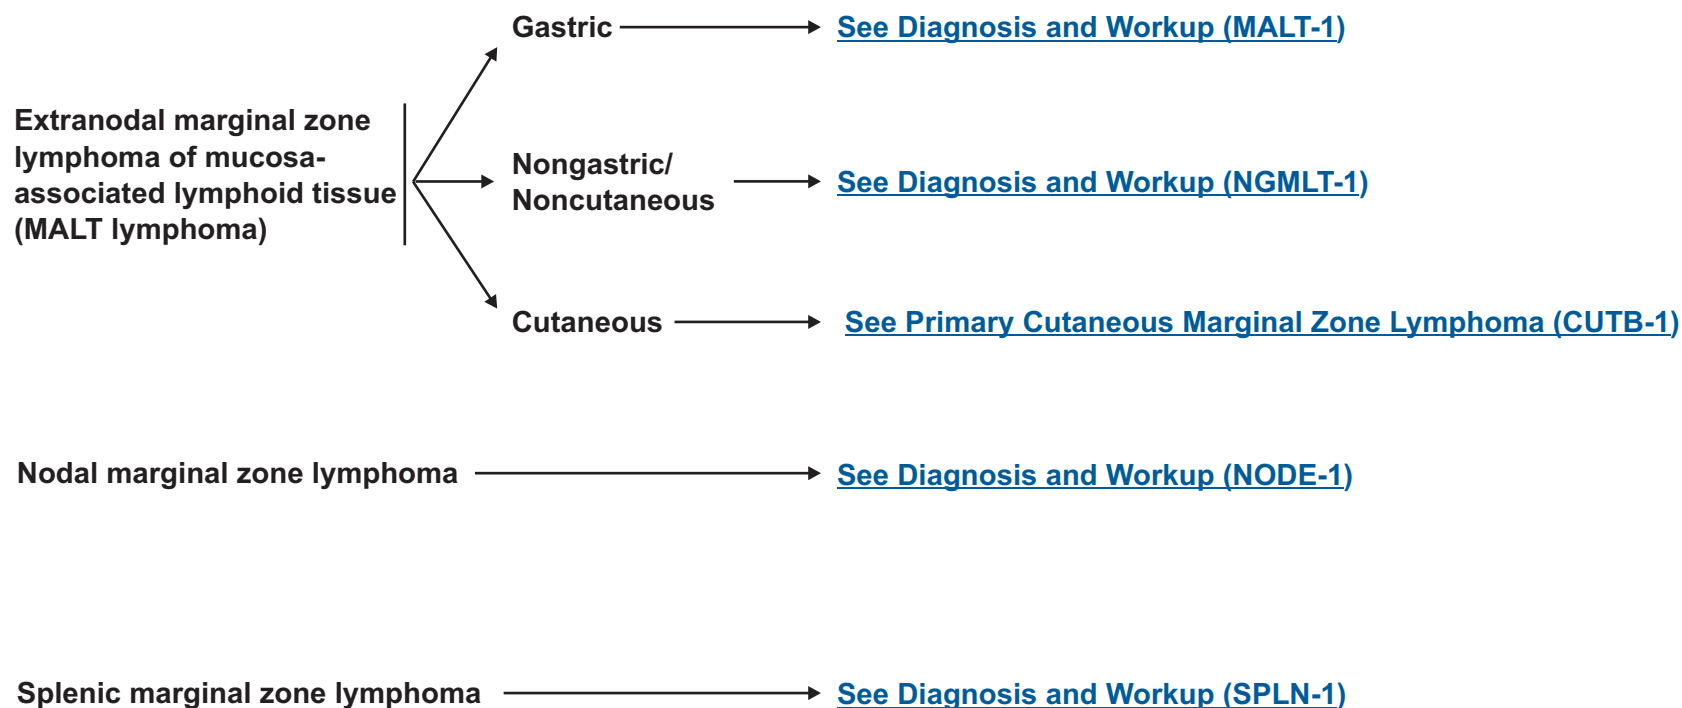 Gastric
See Diagnosis and Workup (MALT-1)
Extranodal marginal zone
lymphoma of mucosa-
associated lymphoid tissue
(MALT lymphoma)
Nongastric/
Noncutaneous
See Diagnosis and Workup (NGMLT-1)
Cutaneous
See Primary Cutaneous Marginal Zone Lymphoma (CUTB-1)
Nodal marginal zone lymphoma
See Diagnosis and Workup (NODE-1)
Splenic marginal zone lymphoma
See Diagnosis and Workup (SPLN-1)